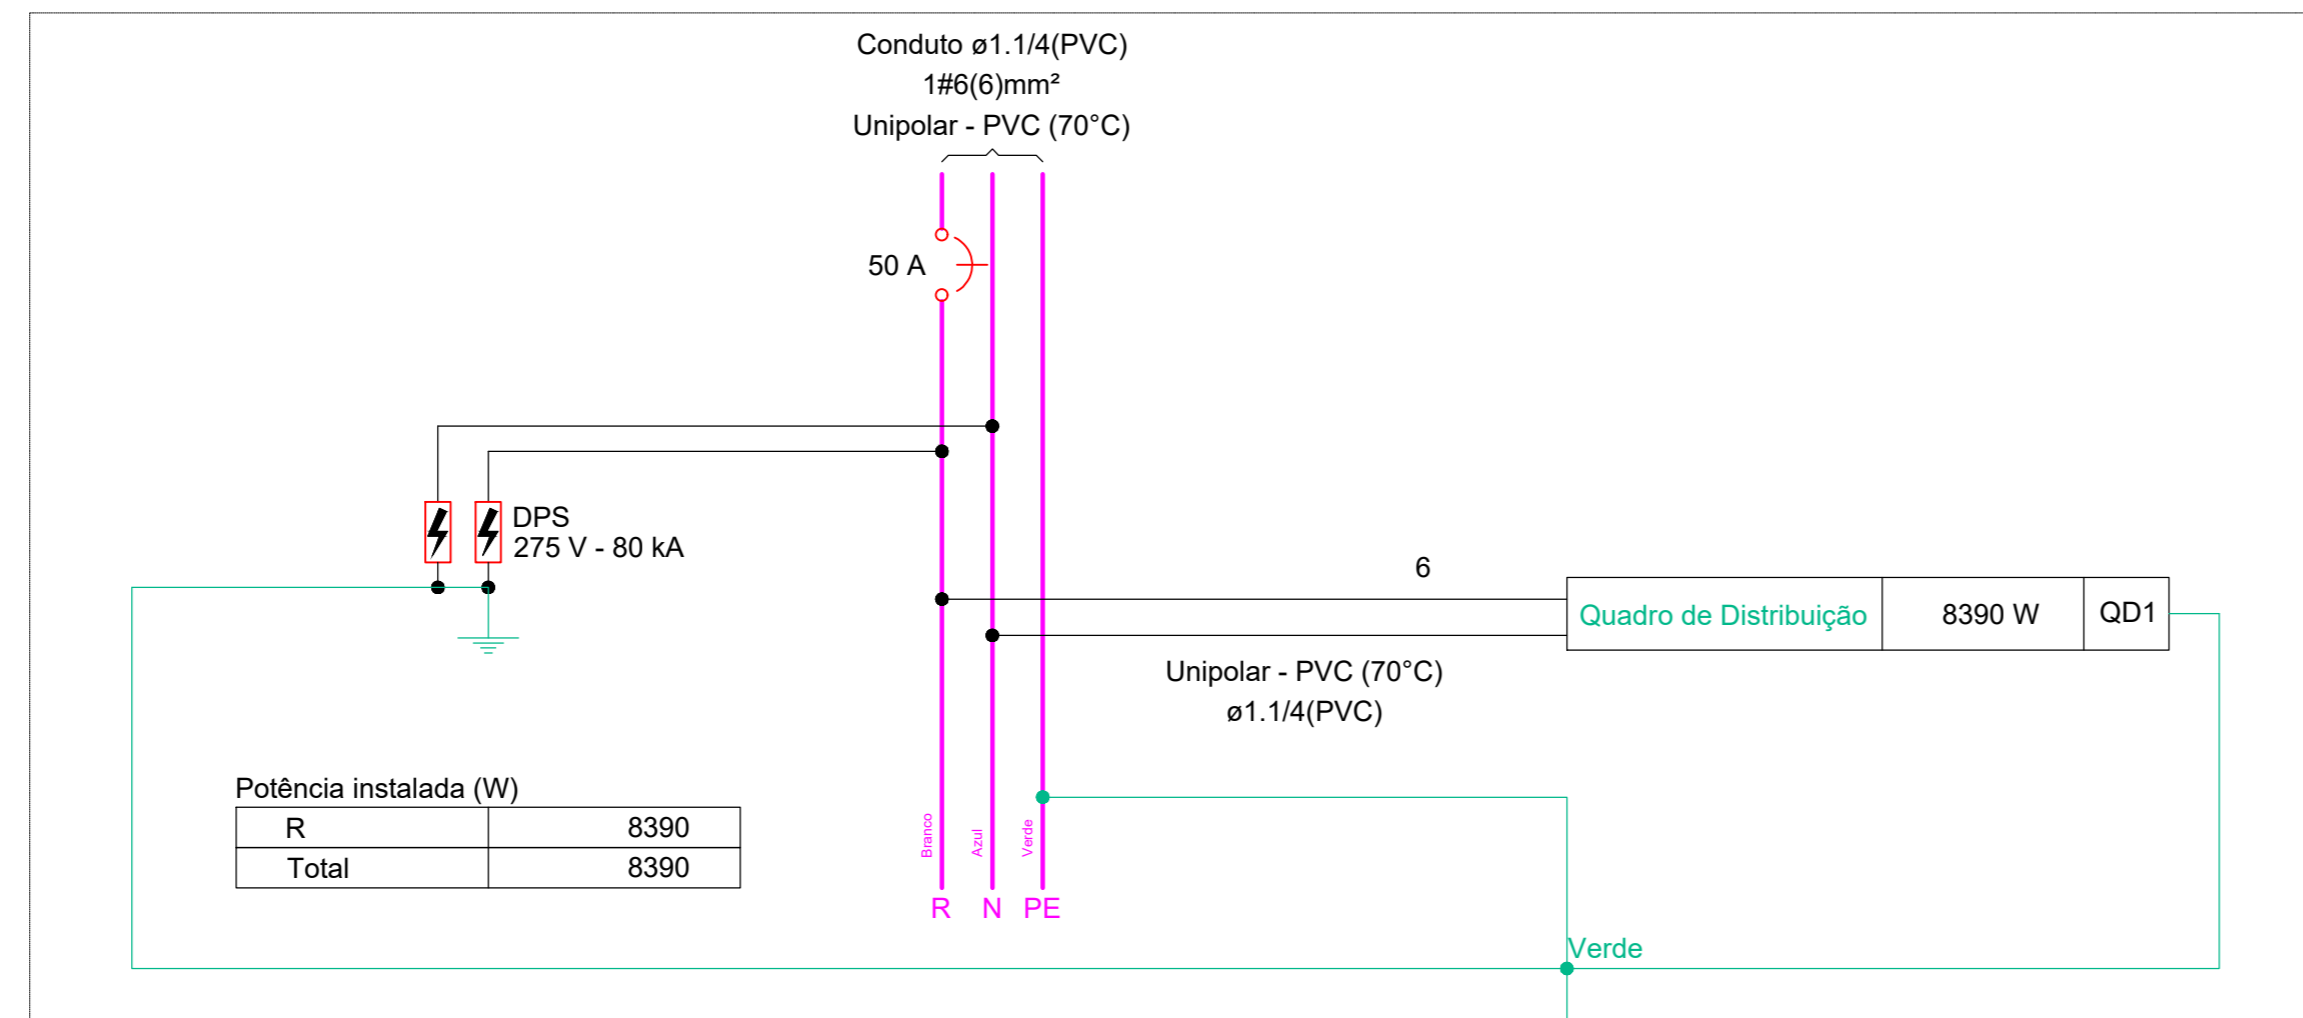 Conduto ø1.1/4(PVC)
1#6(6)mm²
Unipolar - PVC (70°C)
50 A
DPS
275 V - 80 kA
6
Quadro de Distribuição
8390 W
QD1
Unipolar - PVC (70°C)
ø1.1/4(PVC)
Potência instalada (W)
R 8390
Total 8390
Branco
Azul
Verde
R N PE
Verde